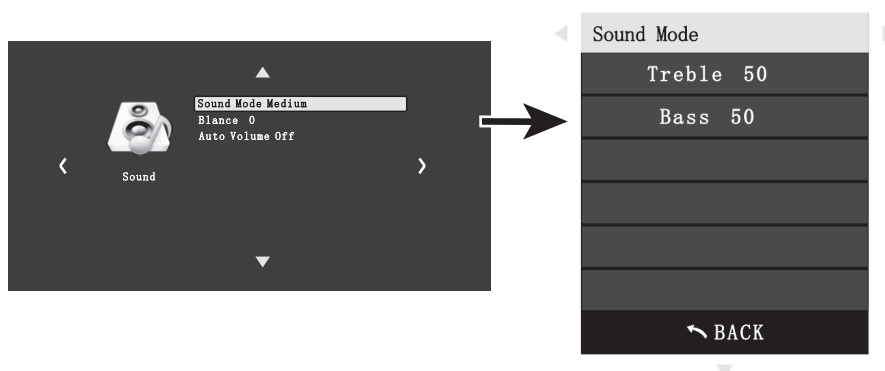 Sound Mode Medium
Blance 0
Auto Volume Off
Sound
Sound Mode
Treble 50
Bass 50
BACK